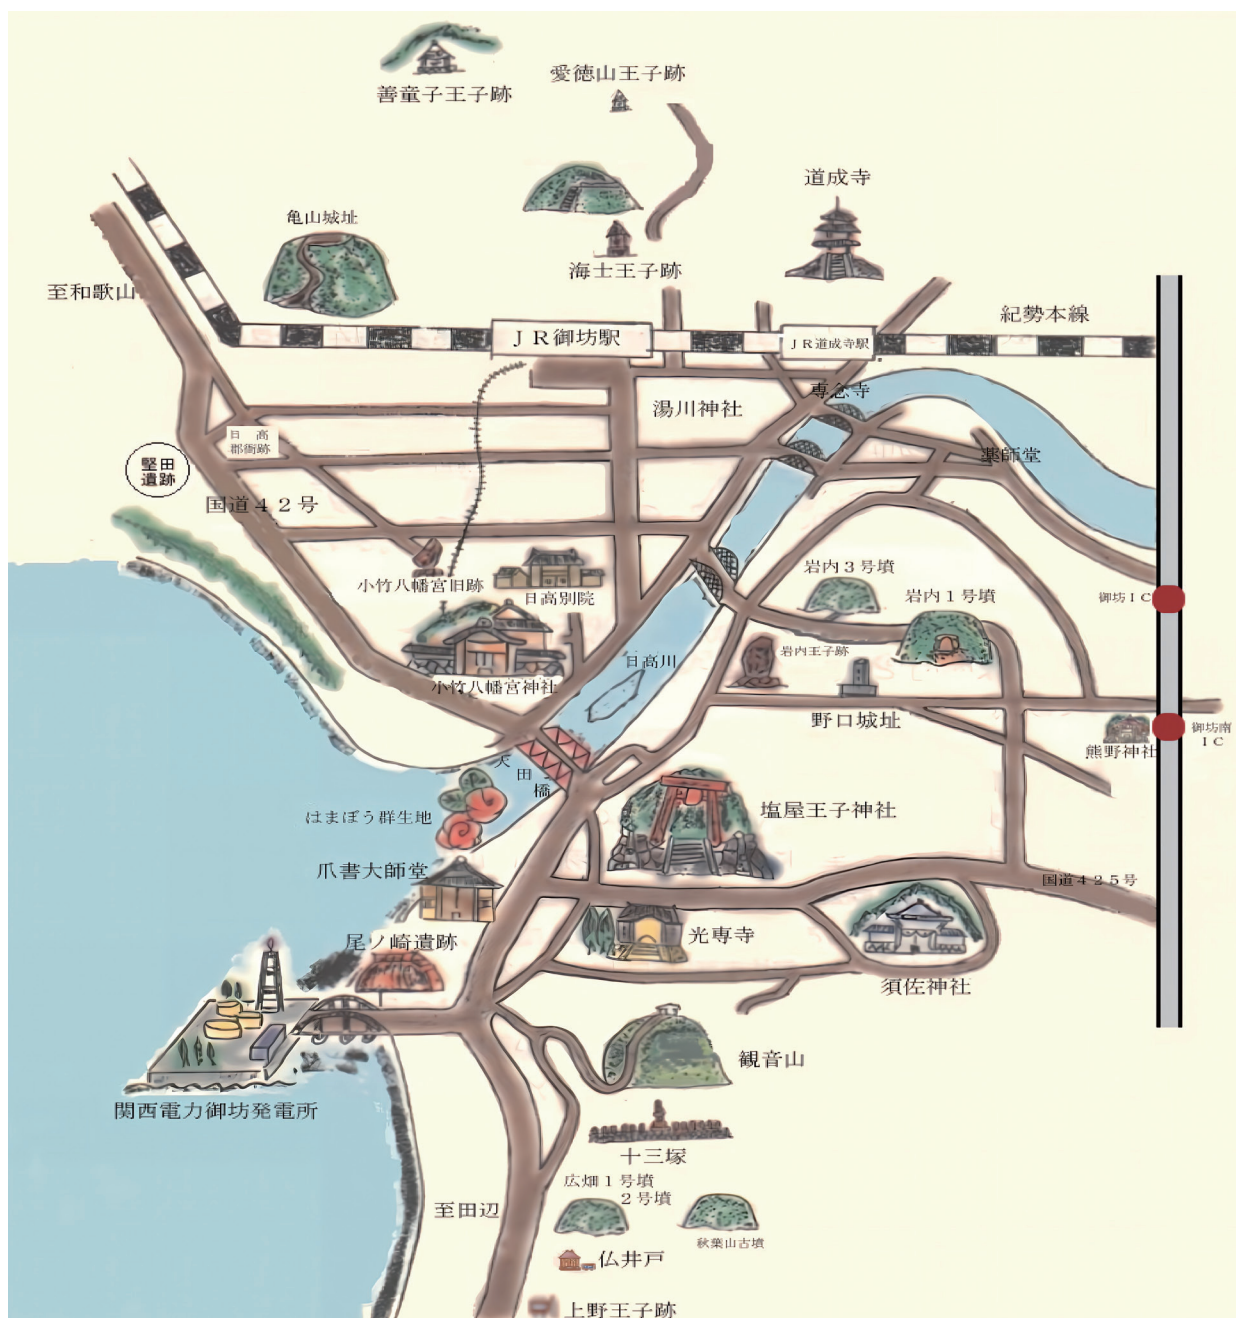 愛徳山王子跡
善童子王子跡
道成寺
亀山城址
海士王子跡
至和歌山
紀勢本線
ＪＲ御坊駅
ＪＲ道成寺駅
専念寺
湯川神社
日　高
郡衙跡
薬師堂
堅田
遺跡
国道４２号
岩内３号墳
小竹八幡宮旧跡
日高別院
岩内１号墳
御坊ＩＣ
岩内王子跡
日高川
小竹八幡宮神社
野口城址
御坊南
ＩＣ
熊野神社
天
田
橋
はまぼう群生地
塩屋王子神社
爪書大師堂
国道４２５号
尾ノ崎遺跡
光専寺
須佐神社
観音山
関西電力御坊発電所
十三塚
広畑１号墳
２号墳
至田辺
秋葉山古墳
仏井戸
上野王子跡